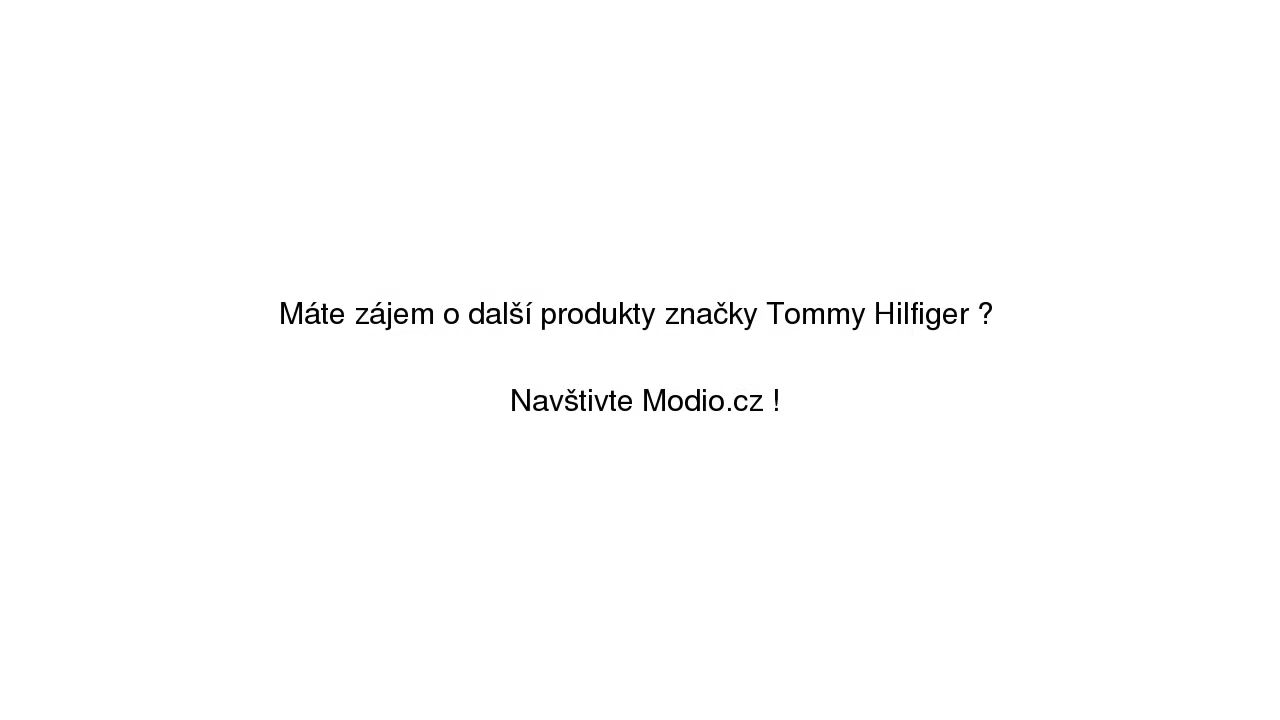 Máte zájem o další produkty značky Tommy Hilfiger ?
Navštivte Modio.cz !